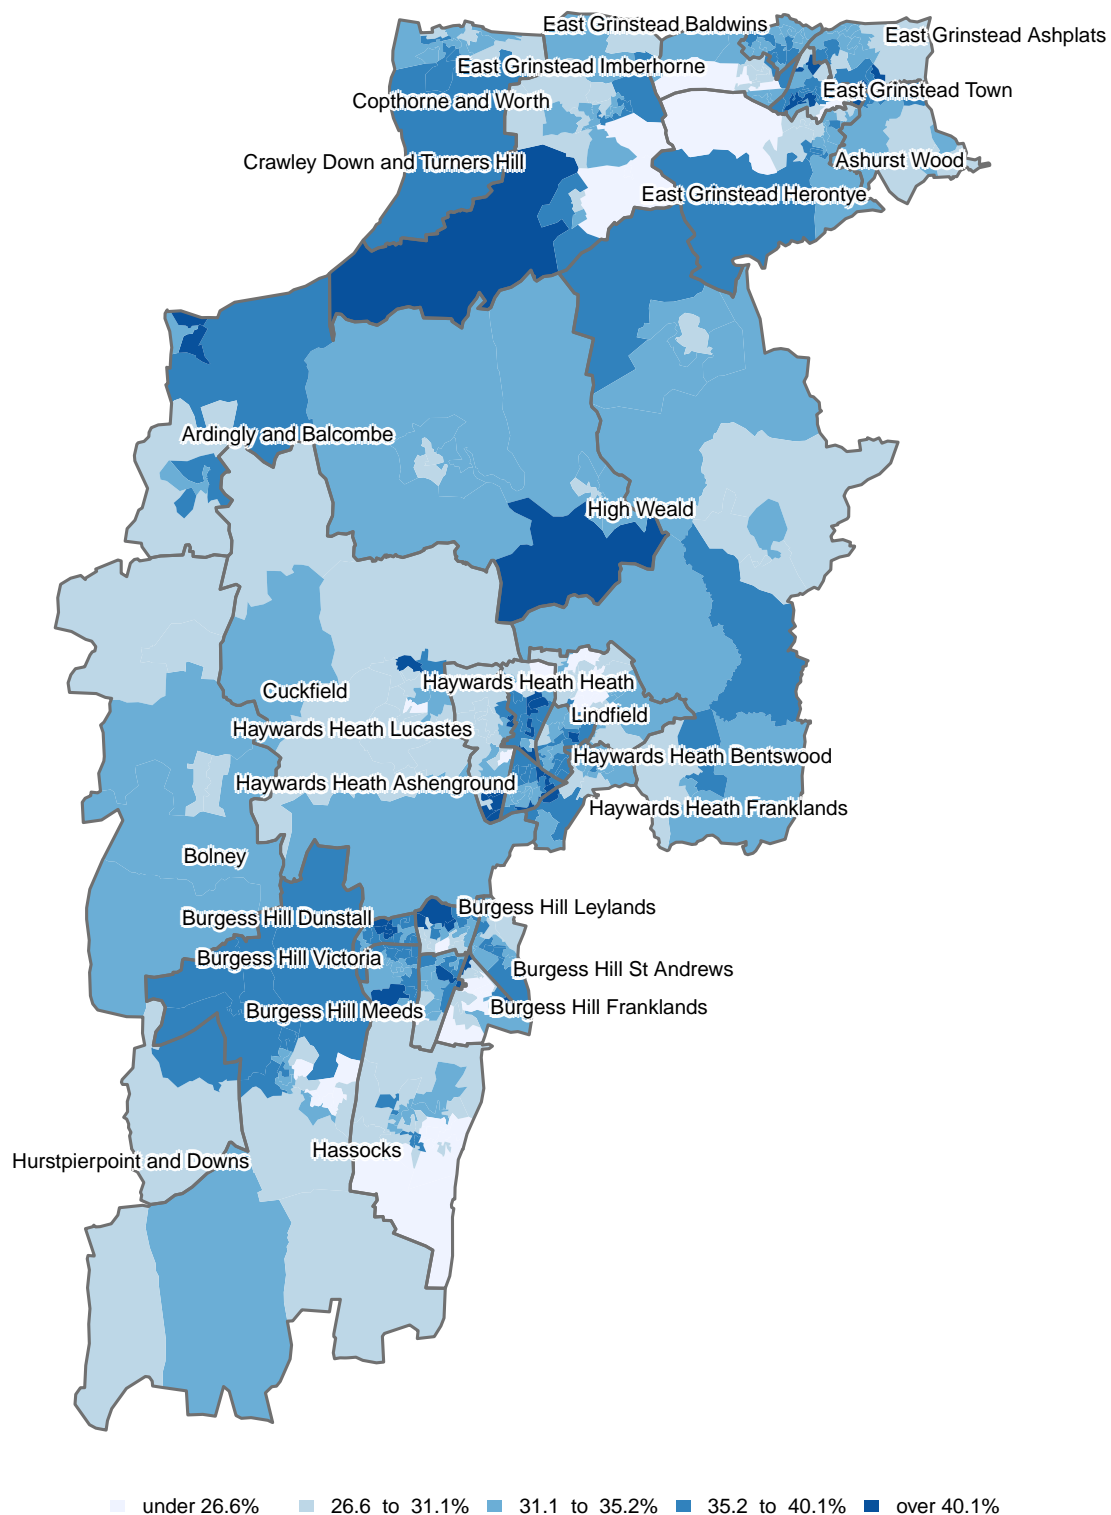 East Grinstead Baldwins
East Grinstead Ashplats
East Grinstead Imberhorne
East Grinstead Town
Copthorne and Worth
Ashurst Wood
Crawley Down and Turners Hill
East Grinstead Herontye
Ardingly and Balcombe
High Weald
Haywards Heath Heath
Cuckfield
Lindfield
Haywards Heath Lucastes
Haywards Heath Bentswood
Haywards Heath Ashenground
Haywards Heath Franklands
Bolney
Burgess Hill Leylands
Burgess Hill Dunstall
Burgess Hill Victoria
Burgess Hill St Andrews
Burgess Hill Franklands
Burgess Hill Meeds
Hassocks
Hurstpierpoint and Downs
under 26.6% 26.6 to 31.1% 31.1 to 35.2% 35.2 to 40.1% over 40.1%